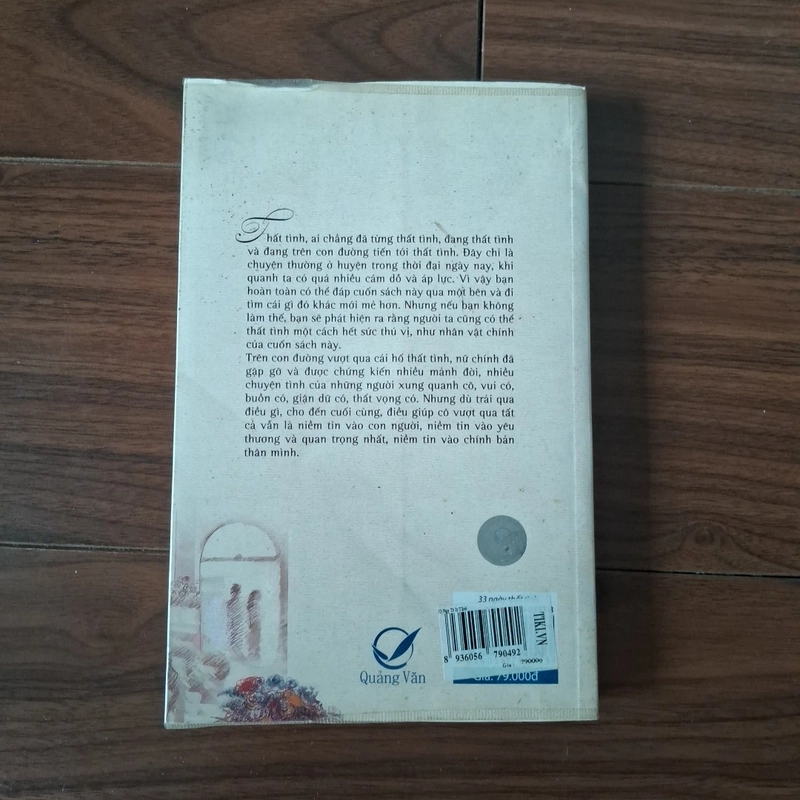 Thất tình, ai chẳng đã từng thất tình, đang thất tình
và đang trên con đường tiến tới thất tình. Đây chỉ là
chuyện thường ở huyện trong thời đại ngày nay, khi
quanh ta có quá nhiều cám dỗ và áp lực. Vì vậy bạn
hoàn toàn có thể đáp cuốn sách này qua một bên và đi
tìm cái gì đó khác mới mẻ hơn. Nhưng nếu bạn không
làm thế, bạn sẽ phát hiện ra rằng người ta cũng có thể
thất tình một cách hết sức thú vị, như nhân vật chính
của cuốn sách này.
Trên con đường vượt qua cái hố thất tình, nữ chính đã
gặp gỡ và được chứng kiến nhiều mảnh đời, nhiều
chuyện tình của những người xung quanh cô, vui có,
buồn có, giận dữ có, thất vọng có. Nhưng dù trải qua
điều gì, cho đến cuối cùng, điều giúp cô vượt qua tất
cả vẫn là niềm tin vào con người, niềm tin vào yêu
thương và quan trọng nhất, niềm tin vào chính bản
thân mình.
33 ngày thất
TIKI.VN
8 936056 790492
Giá 79000
Giá: 79.000đ
Quảng Văn